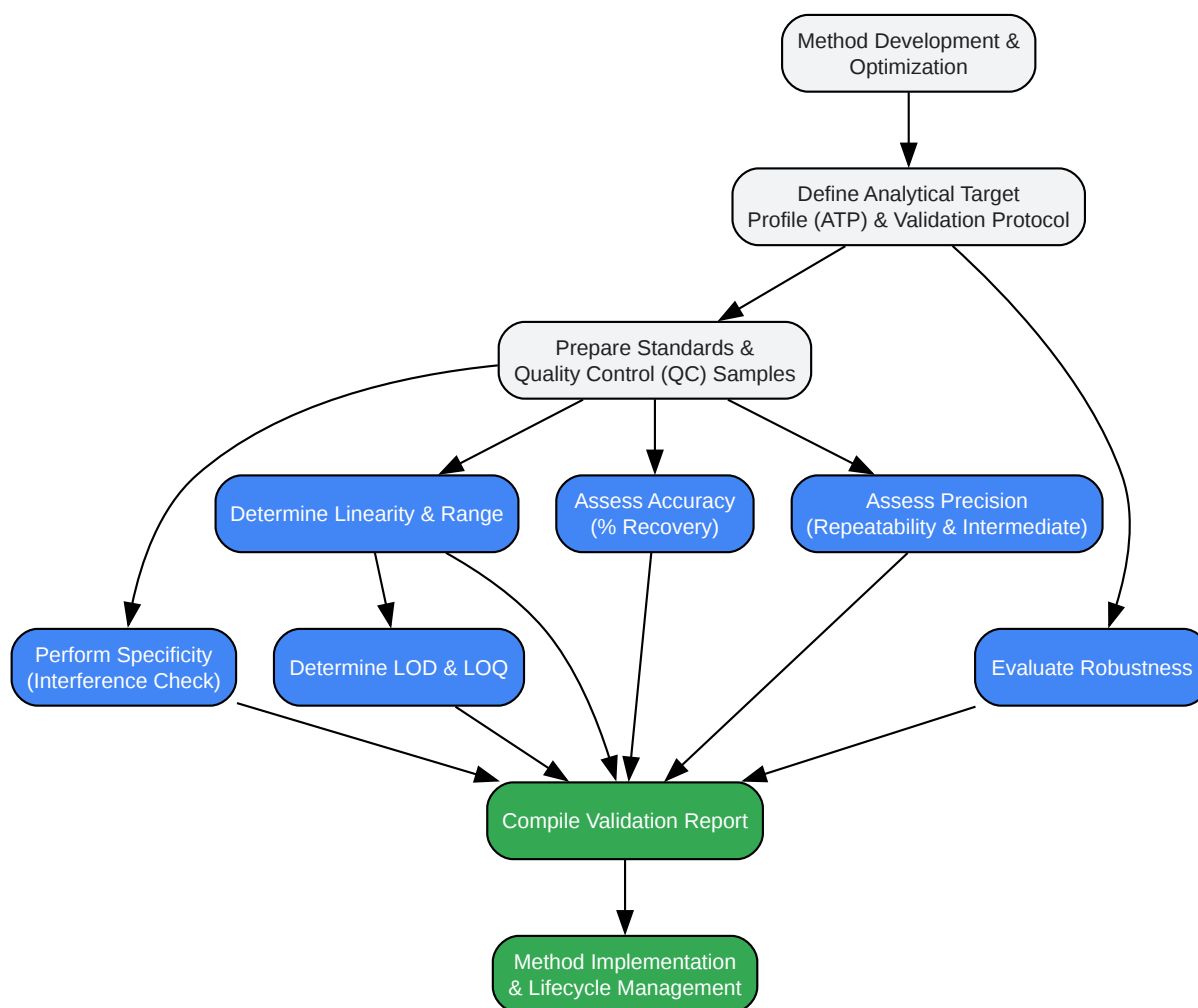 Method Development &
Optimization
Define Analytical Target
Profile (ATP) & Validation Protocol
Prepare Standards &
Quality Control (QC) Samples
Determine Linearity & Range
Assess Accuracy
(% Recovery)
Assess Precision
(Repeatability & Intermediate)
Perform Specificity
(Interference Check)
Determine LOD & LOQ
Evaluate Robustness
Compile Validation Report
Method Implementation
& Lifecycle Management